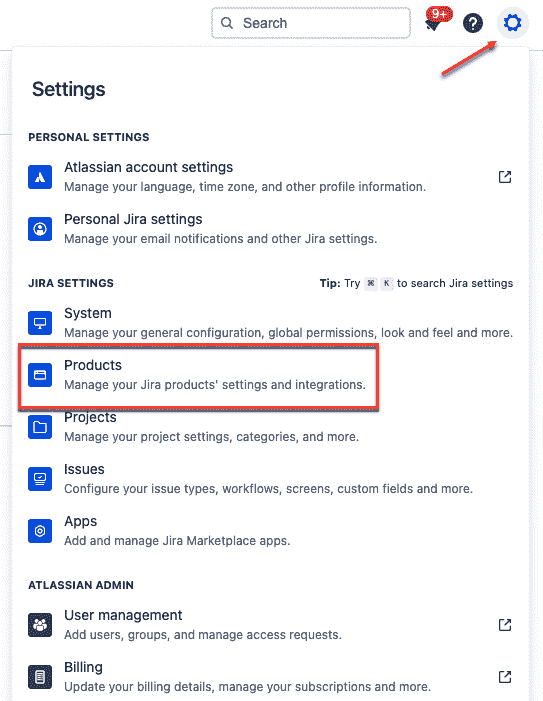 Search
9+
Settings
PERSONAL SETTINGS
Atlassian account settings
Manage your language, time zone, and other profile information.
Personal Jira settings
Manage your email notifications and other Jira settings.
JIRA SETTINGS
Tip: Try ⌘ K to search Jira settings
System
Manage your general configuration, global permissions, look and feel and more.
Products
Manage your Jira products' settings and integrations.
Projects
Manage your project settings, categories, and more.
Issues
Configure your issue types, workflows, screens, custom fields and more.
Apps
Add and manage Jira Marketplace apps.
ATLASSIAN ADMIN
User management
Add users, groups, and manage access requests.
Billing
Update your billing details, manage your subscriptions and more.